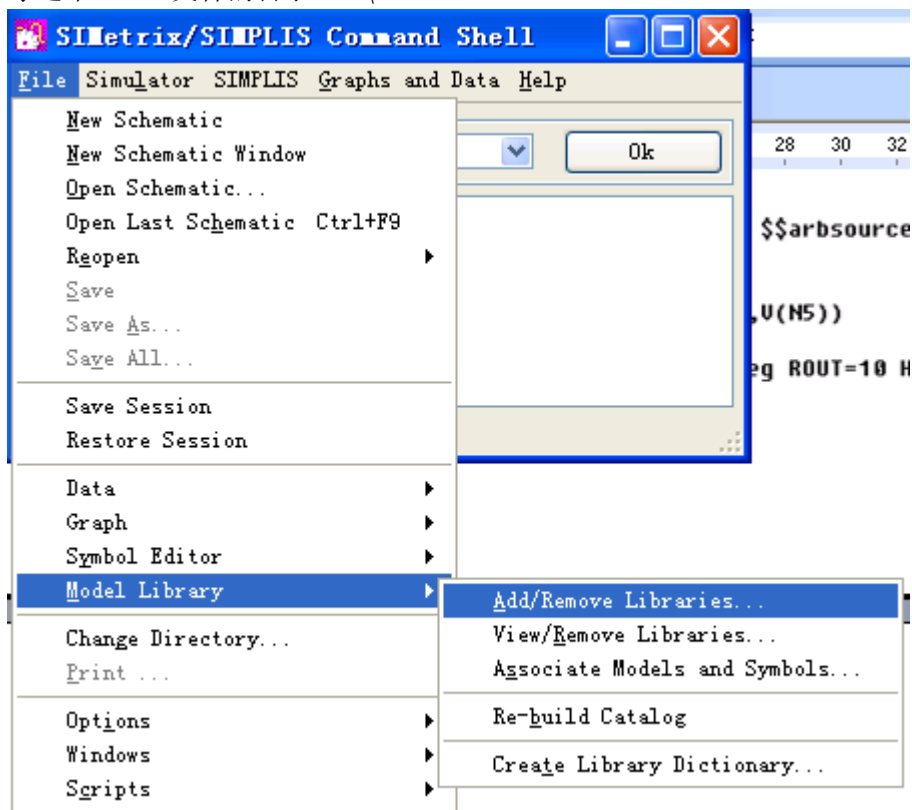 SIMetrix/SIMPLIS Command Shell
File Simulator SIMPLIS Graphs and Data Help
New Schematic
New Schematic Window
Ok
28 30 32
Open Schematic...
Open Last Schematic Ctrl+F9
$$arbsource
Reopen
Save
Save As...
,V(N5))
Save All...
eg ROUT=10 H
Save Session
Restore Session
Data
Graph
Symbol Editor
Model Library
Add/Remove Libraries...
Change Directory...
View/Remove Libraries...
Print ...
Associate Models and Symbols...
Options
Re-build Catalog
Windows
Create Library Dictionary...
Scripts